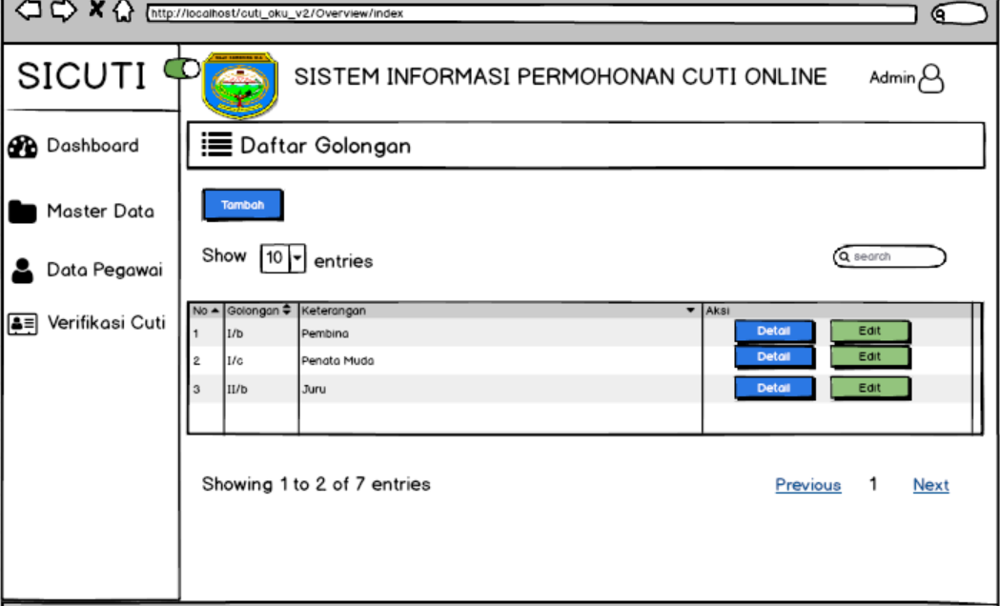 http://localhost/cuti_oku_v2/Overview/index
SICUTI
SISTEM INFORMASI PERMOHONAN CUTI ONLINE
Admin
Dashboard
Master Data
Data Pegawai
Verifikasi Cuti
Daftar Golongan
Tambah
Show 10 entries
search
No Golongan Keterangan Aksi
1 I/b Pembina Detail Edit
2 I/c Penata Muda Detail Edit
3 II/b Juru Detail Edit
Showing 1 to 2 of 7 entries
Previous 1 Next